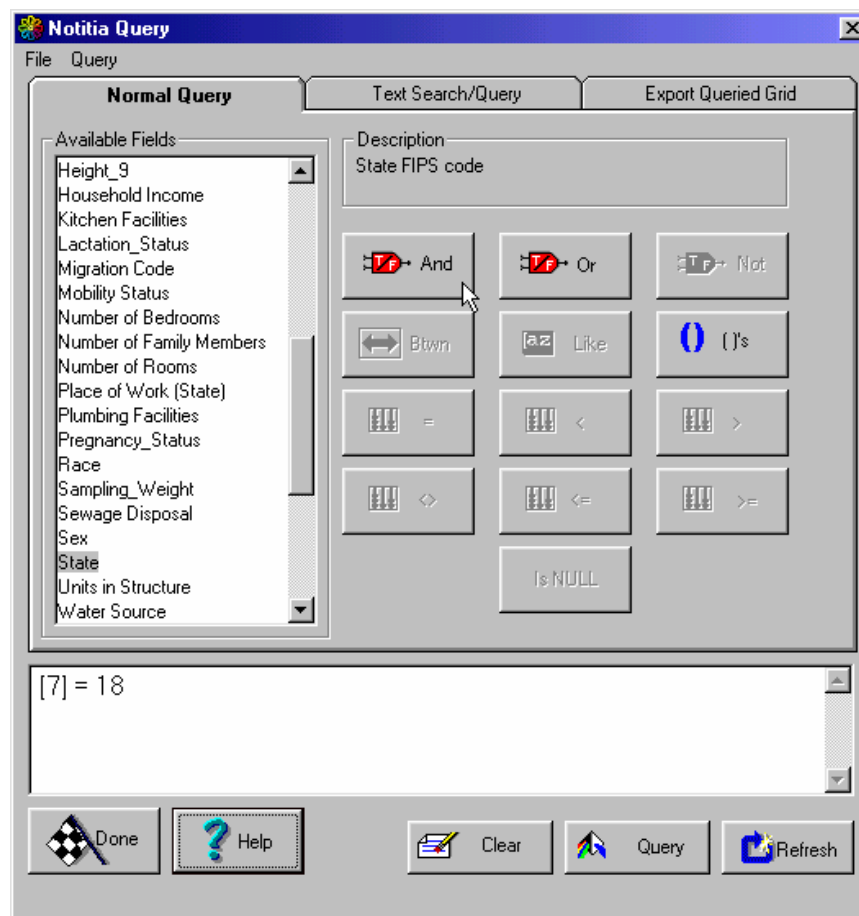 Notitia Query
File Query
Normal Query Text Search/Query Export Queried Grid
Available Fields
Height_9
Household Income
Kitchen Facilities
Lactation_Status
Migration Code
Mobility Status
Number of Bedrooms
Number of Family Members
Number of Rooms
Place of Work (State)
Plumbing Facilities
Pregnancy_Status
Race
Sampling_Weight
Sewage Disposal
Sex
State
Units in Structure
Water Source
Description
State FIPS code
T/F And T/F Or T/F Not
Btwn az Like () ( )'s
= < >
<> <= >=
Is NULL
[7] = 18
Done ? Help Clear Query Refresh